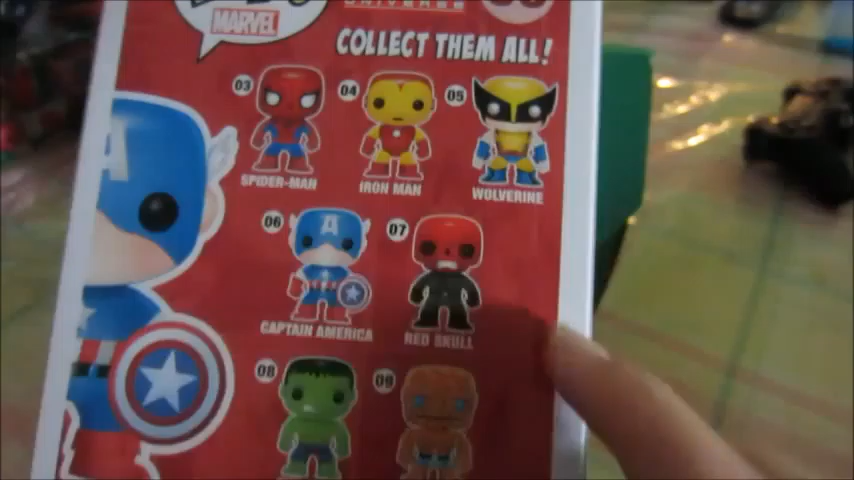 MARVEL
UNIVERSE
COLLECT THEM ALL!
03
04
05
SPIDER-MAN
IRON MAN
WOLVERINE
06
07
CAPTAIN AMERICA
RED SKULL
08
09
A
A